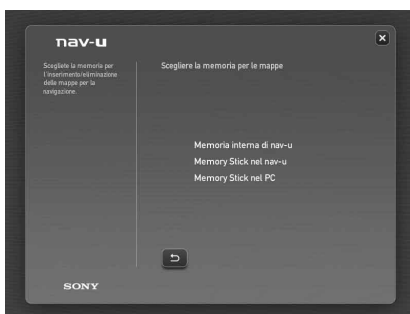 nav-u
Scegliete la memoria per
l'inserimento/eliminazione
delle mappe per la
navigazione.
Scegliere la memoria per le mappe
Memoria interna di nav-u
Memory Stick nel nav-u
Memory Stick nel PC
SONY